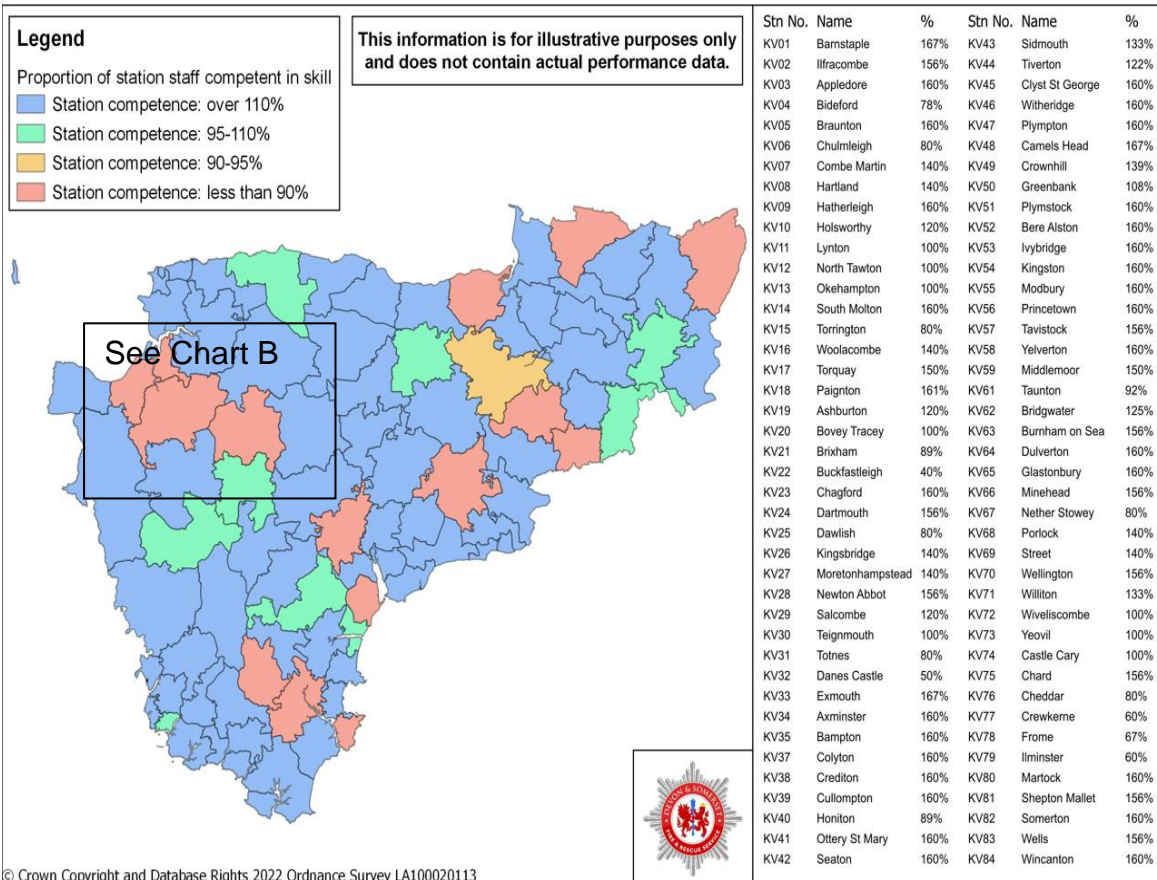 Legend
Proportion of station staff competent in skill
Station competence: over 110%
Station competence: 95-110%
Station competence: 90-95%
Station competence: less than 90%
This information is for illustrative purposes only
and does not contain actual performance data.
See Chart B
DEVON & SOMERSET
FIRE & RESCUE SERVICE
© Crown Copyright and Database Rights 2022 Ordnance Survey LA100020113
Stn No. Name % Stn No. Name %
KV01 Barnstaple 167% KV43 Sidmouth 133%
KV02 Ilfracombe 156% KV44 Tiverton 122%
KV03 Appledore 160% KV45 Clyst St George 160%
KV04 Bideford 78% KV46 Witheridge 160%
KV05 Braunton 160% KV47 Plympton 160%
KV06 Chulmleigh 80% KV48 Camels Head 167%
KV07 Combe Martin 140% KV49 Crownhill 139%
KV08 Hartland 140% KV50 Greenbank 108%
KV09 Hatherleigh 160% KV51 Plymstock 160%
KV10 Holsworthy 120% KV52 Bere Alston 160%
KV11 Lynton 100% KV53 Ivybridge 160%
KV12 North Tawton 100% KV54 Kingston 160%
KV13 Okehampton 100% KV55 Modbury 160%
KV14 South Molton 160% KV56 Princetown 160%
KV15 Torrington 80% KV57 Tavistock 156%
KV16 Woolacombe 140% KV58 Yelverton 160%
KV17 Torquay 150% KV59 Middlemoor 150%
KV18 Paignton 161% KV61 Taunton 92%
KV19 Ashburton 120% KV62 Bridgwater 125%
KV20 Bovey Tracey 100% KV63 Burnham on Sea 156%
KV21 Brixham 89% KV64 Dulverton 160%
KV22 Buckfastleigh 40% KV65 Glastonbury 160%
KV23 Chagford 160% KV66 Minehead 156%
KV24 Dartmouth 156% KV67 Nether Stowey 80%
KV25 Dawlish 80% KV68 Porlock 140%
KV26 Kingsbridge 140% KV69 Street 140%
KV27 Moretonhampstead 140% KV70 Wellington 156%
KV28 Newton Abbot 156% KV71 Williton 133%
KV29 Salcombe 120% KV72 Wiveliscombe 100%
KV30 Teignmouth 100% KV73 Yeovil 100%
KV31 Totnes 80% KV74 Castle Cary 100%
KV32 Danes Castle 50% KV75 Chard 156%
KV33 Exmouth 167% KV76 Cheddar 80%
KV34 Axminster 160% KV77 Crewkerne 60%
KV35 Bampton 160% KV78 Frome 67%
KV37 Colyton 160% KV79 Ilminster 60%
KV38 Crediton 160% KV80 Martock 160%
KV39 Cullompton 160% KV81 Shepton Mallet 156%
KV40 Honiton 89% KV82 Somerton 160%
KV41 Ottery St Mary 160% KV83 Wells 156%
KV42 Seaton 160% KV84 Wincanton 160%